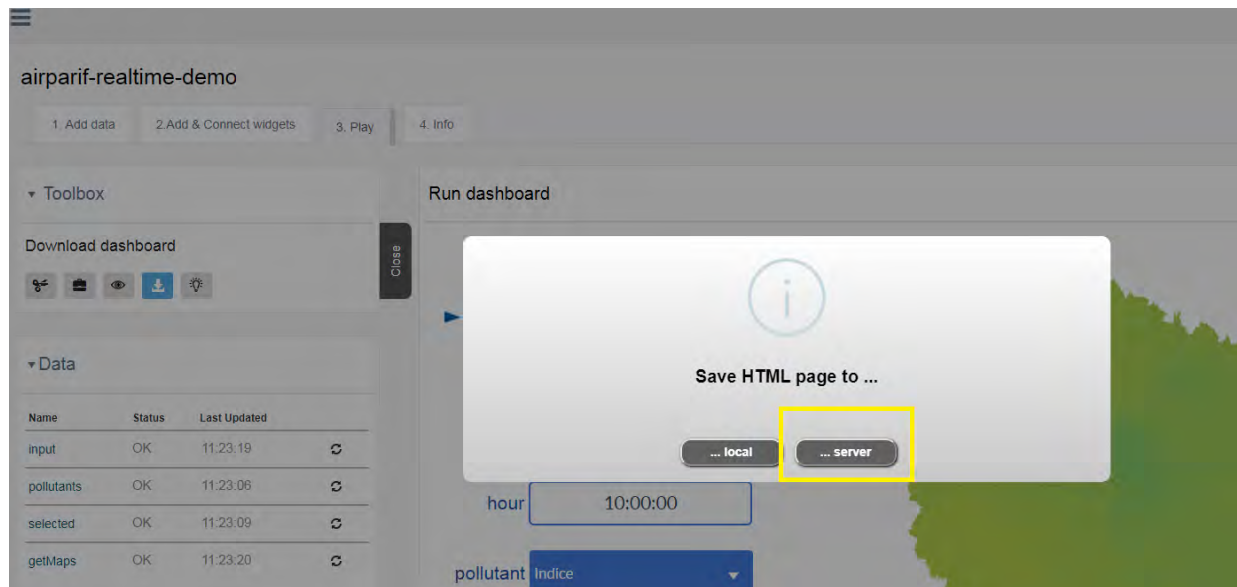 airparif-realtime-demo
1. Add data 2.Add & Connect widgets 3. Play 4. Info
Toolbox
Run dashboard
Download dashboard
Close
Save HTML page to ...
... local ... server
Data
Name Status Last Updated
input OK 11:23:19
pollutants OK 11:23:06
selected OK 11:23:09
getMaps OK 11:23:20
hour 10:00:00
pollutant Indice